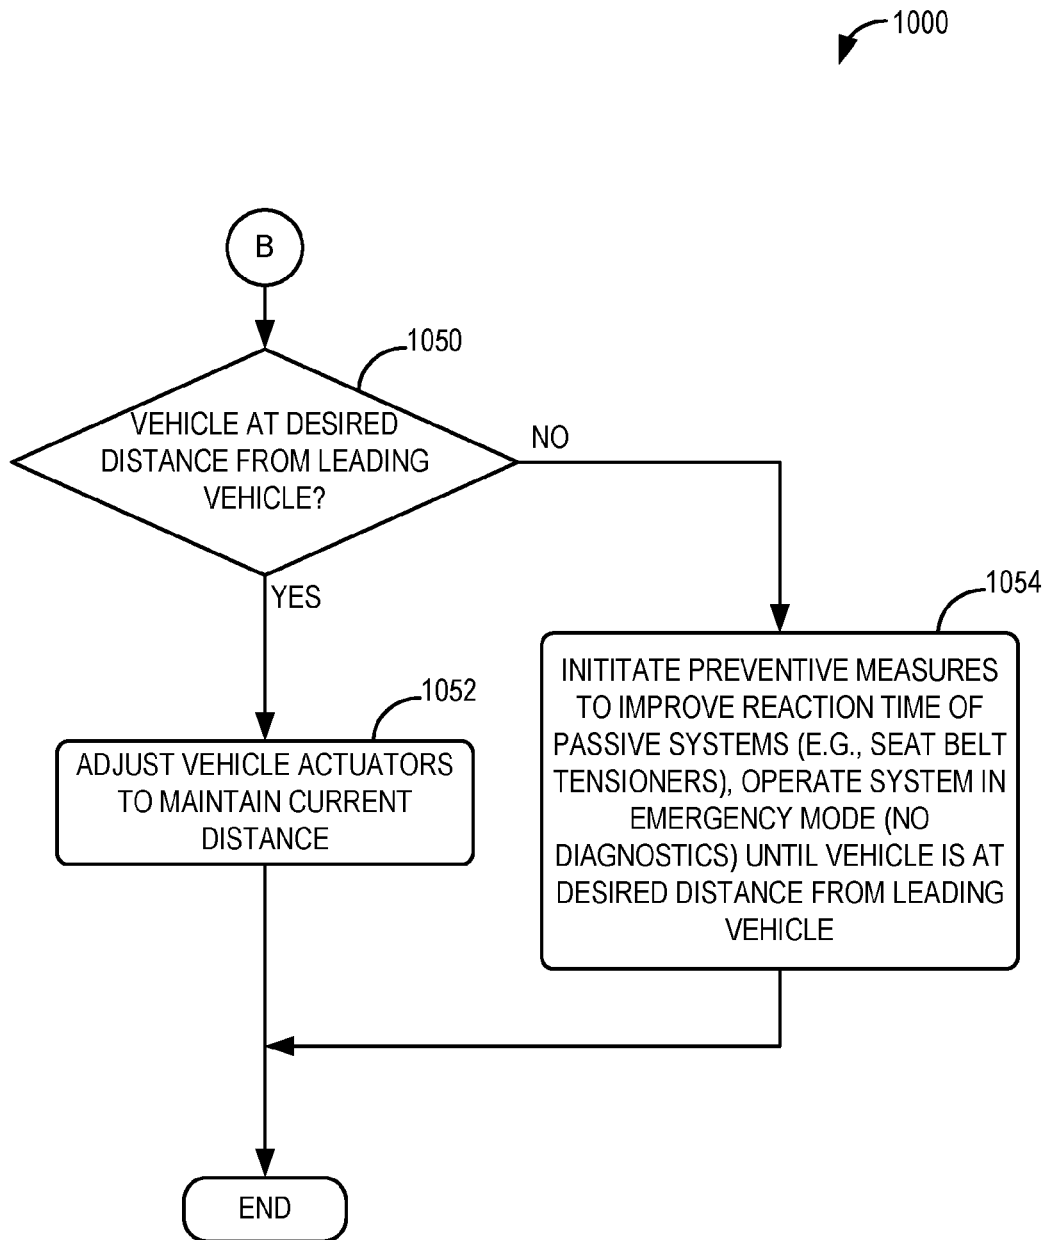 1000
B
1050
VEHICLE AT DESIRED
DISTANCE FROM LEADING
VEHICLE?
NO
YES
1054
INITITATE PREVENTIVE MEASURES
TO IMPROVE REACTION TIME OF
PASSIVE SYSTEMS (E.G., SEAT BELT
TENSIONERS), OPERATE SYSTEM IN
EMERGENCY MODE (NO
DIAGNOSTICS) UNTIL VEHICLE IS AT
DESIRED DISTANCE FROM LEADING
VEHICLE
1052
ADJUST VEHICLE ACTUATORS
TO MAINTAIN CURRENT
DISTANCE
END